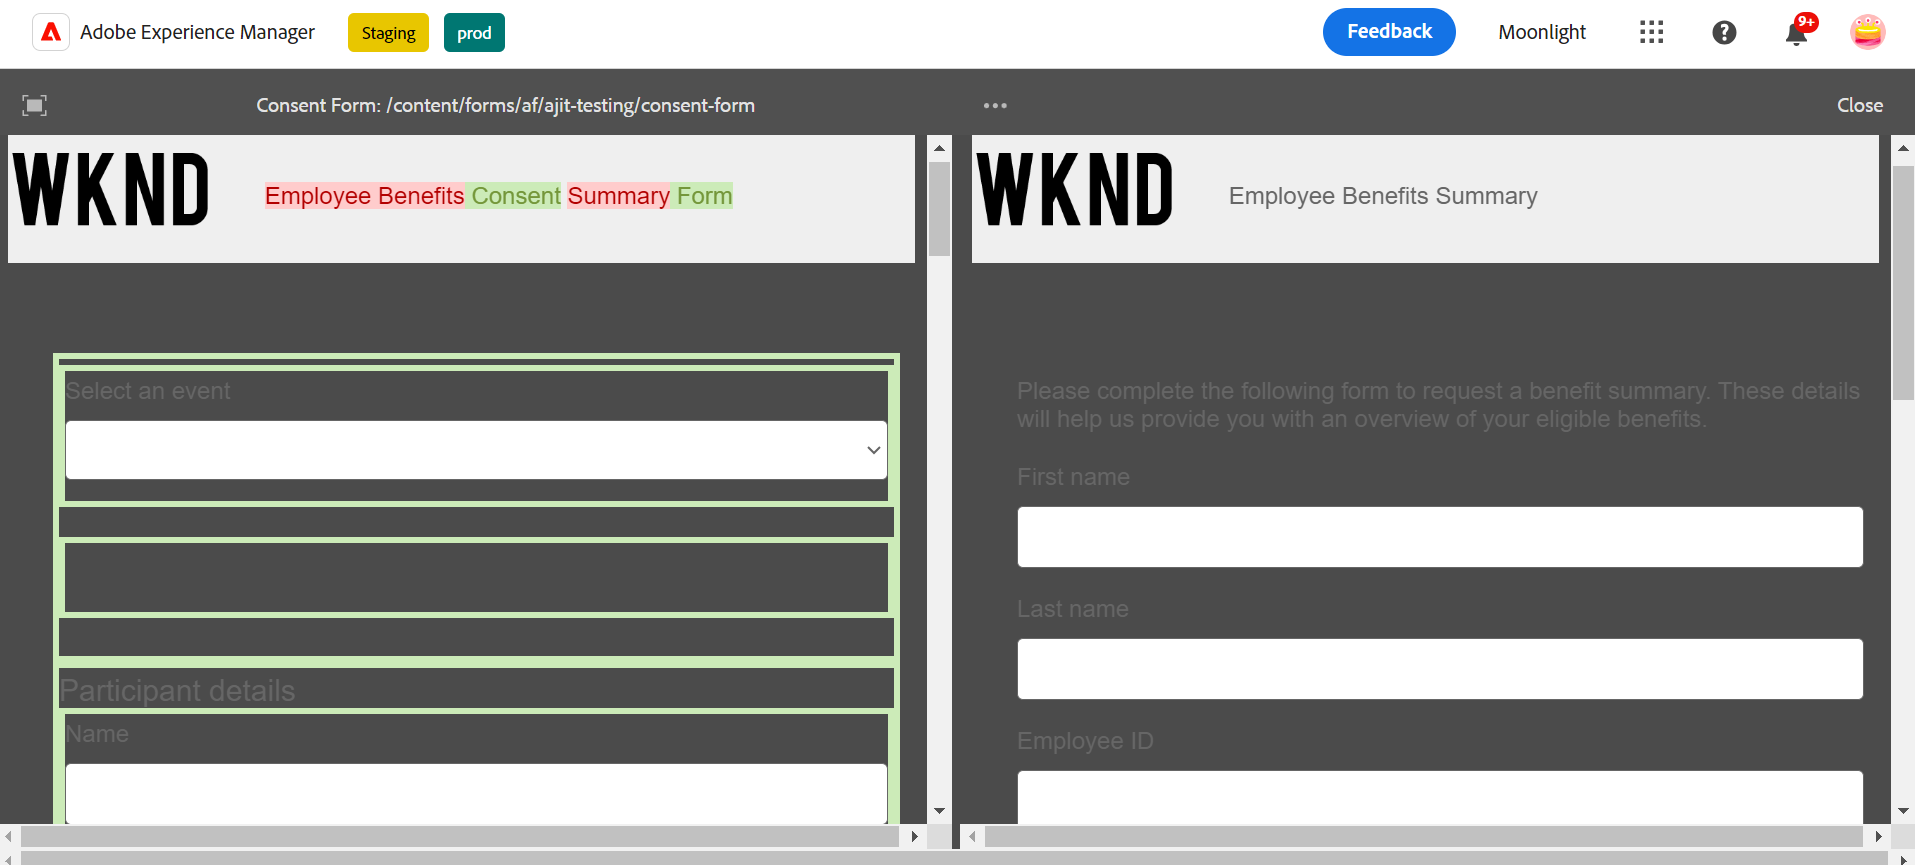 Adobe Experience Manager
Staging
prod
Feedback
Moonlight
9+
Consent Form: /content/forms/af/ajit-testing/consent-form
Close
WKND
Employee Benefits Consent Summary Form
Select an event
Participant details
Name
WKND
Employee Benefits Summary
Please complete the following form to request a benefit summary. These details
will help us provide you with an overview of your eligible benefits.
First name
Last name
Employee ID